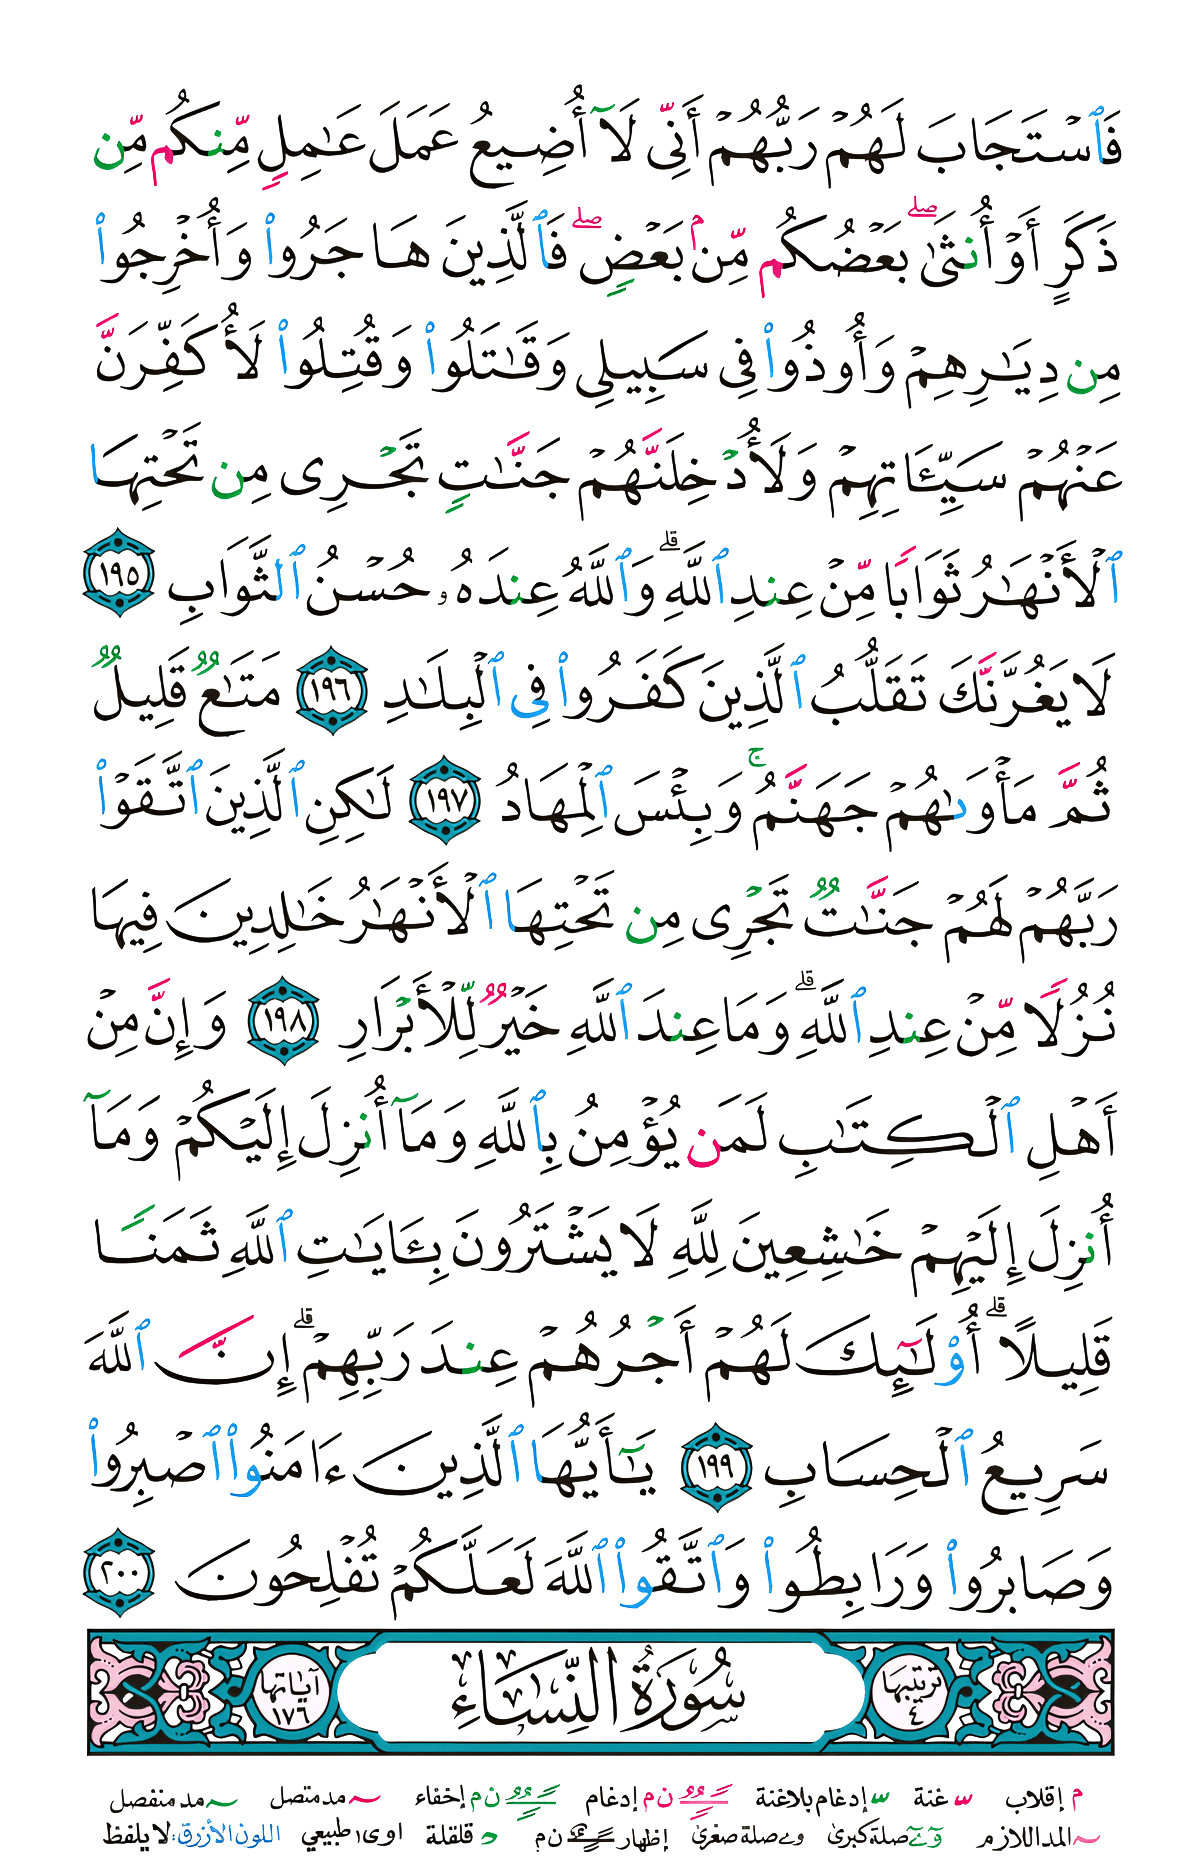 فَٱسۡتَجَابَ لَهُمۡ رَبُّهُمۡ أَنِّي لَآ أُضِيعُ عَمَلَ عَٰمِلٖ مِّنكُم مِّن
ذَكَرٍ أَوۡ أُنثَىٰۖ بَعۡضُكُم مِّنۢ بَعۡضٖۖ فَٱلَّذِينَ هَاجَرُواْ وَأُخۡرِجُواْ
مِن دِيَٰرِهِمۡ وَأُوذُواْ فِي سَبِيلِي وَقَٰتَلُواْ وَقُتِلُواْ لَأُكَفِّرَنَّ
عَنۡهُمۡ سَيِّـَٔاتِهِمۡ وَلَأُدۡخِلَنَّهُمۡ جَنَّٰتٖ تَجۡرِي مِن تَحۡتِهَا
ٱلۡأَنۡهَٰرُ ثَوَابٗا مِّنۡ عِندِ ٱللَّهِۚ وَٱللَّهُ عِندَهُۥ حُسۡنُ ٱلثَّوَابِ ١٩٥
لَا يَغُرَّنَّكَ تَقَلُّبُ ٱلَّذِينَ كَفَرُواْ فِي ٱلۡبِلَٰدِ ١٩٦ مَتَٰعٞ قَلِيلٞ
ثُمَّ مَأۡوَىٰهُمۡ جَهَنَّمُۚ وَبِئۡسَ ٱلۡمِهَادُ ١٩٧ لَٰكِنِ ٱلَّذِينَ ٱتَّقَوۡاْ
رَبَّهُمۡ لَهُمۡ جَنَّٰتٞ تَجۡرِي مِن تَحۡتِهَا ٱلۡأَنۡهَٰرُ خَٰلِدِينَ فِيهَا
نُزُلٗا مِّنۡ عِندِ ٱللَّهِۗ وَمَا عِندَ ٱللَّهِ خَيۡرٞ لِّلۡأَبۡرَارِ ١٩٨ وَإِنَّ مِنۡ
أَهۡلِ ٱلۡكِتَٰبِ لَمَن يُؤۡمِنُ بِٱللَّهِ وَمَآ أُنزِلَ إِلَيۡكُمۡ وَمَآ
أُنزِلَ إِلَيۡهِمۡ خَٰشِعِينَ لِلَّهِ لَا يَشۡتَرُونَ بِـَٔايَٰتِ ٱللَّهِ ثَمَنٗا
قَلِيلًاۗ أُوْلَٰٓئِكَ لَهُمۡ أَجۡرُهُمۡ عِندَ رَبِّهِمۡۗ إِنَّ ٱللَّهَ
سَرِيعُ ٱلۡحِسَابِ ١٩٩ يَٰٓأَيُّهَا ٱلَّذِينَ ءَامَنُواْ ٱصۡبِرُواْ
وَصَابِرُواْ وَرَابِطُواْ وَٱتَّقُواْ ٱللَّهَ لَعَلَّكُمۡ تُفۡلِحُونَ ٢٠٠
ترتيبها ٤ سُورَةُ النِّسَاءِ آياتها ١٧٦
م إقلاب غنة إدغام بلاغنة ن م إدغام ن م إخفاء مد متصل مد منفصل
المد اللازم صلة كبرى و ے صلة صغرى إظهار ن م قلقلة ا و ى طبيعي اللون الأزرق: لا يلفظ